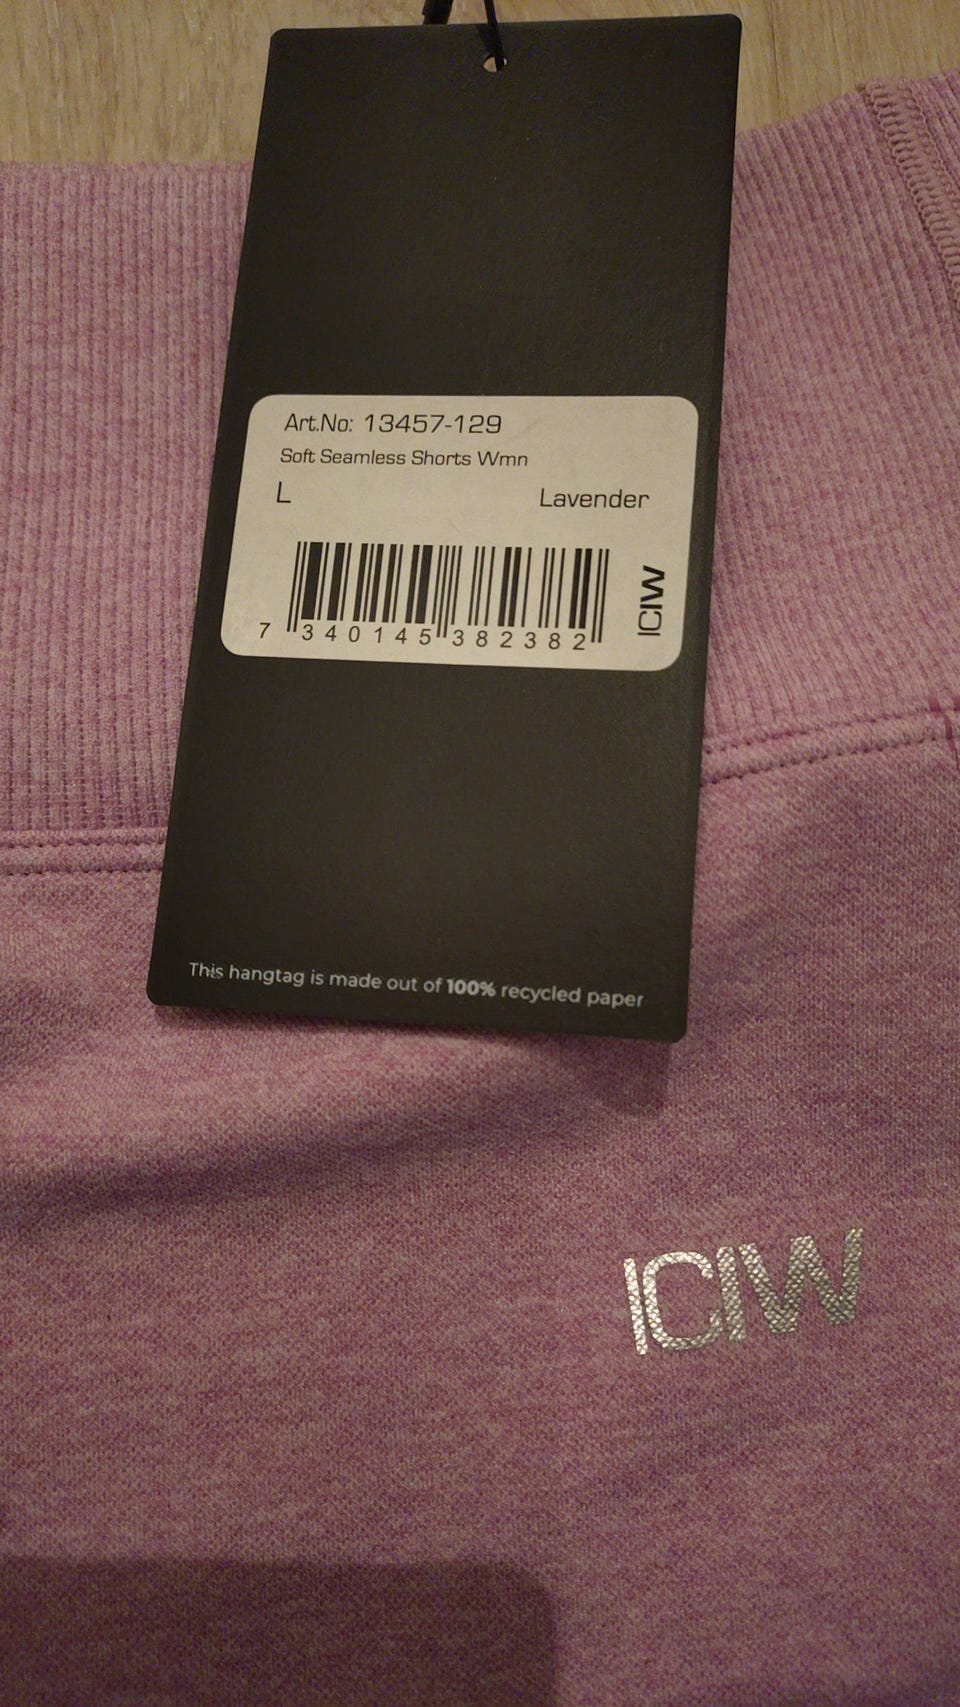 Art.No: 13457-129
Soft Seamless Shorts Wmn
L Lavender
7 340145 382382
ICIW
This hangtag is made out of 100% recycled paper
ICIW